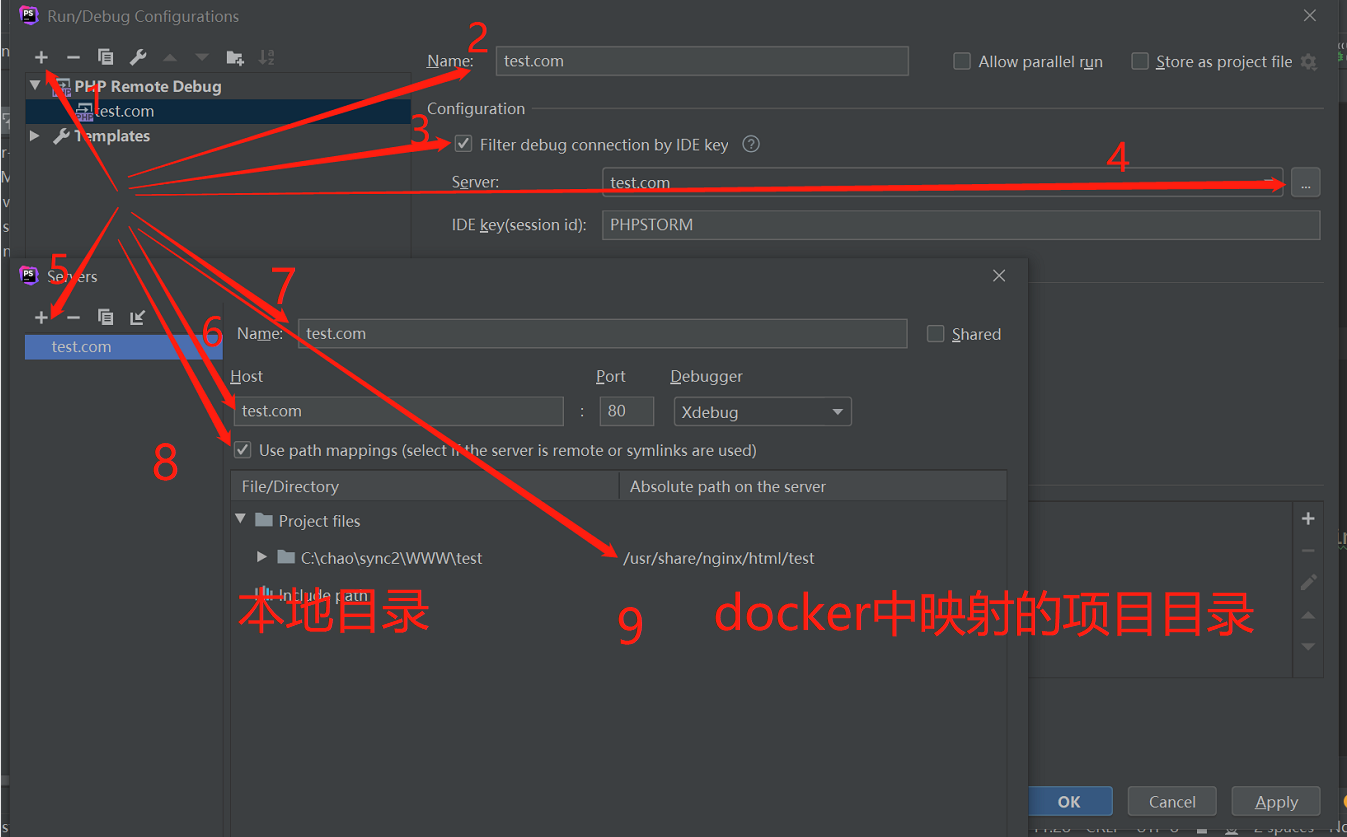 Run/Debug Configurations
2
Name: test.com Allow parallel run Store as project file
PHP Remote Debug
1
test.com
Configuration
Templates
3
Filter debug connection by IDE key
4
Server: test.com ...
IDE key(session id): PHPSTORM
5
Servers
7
6
Name: test.com Shared
test.com
Host Port Debugger
test.com : 80 Xdebug
8
Use path mappings (select if the server is remote or symlinks are used)
File/Directory Absolute path on the server
Project files
C:\chao\sync2\WWW\test /usr/share/nginx/html/test
Include path
本地目录
9
docker中映射的项目目录
OK Cancel Apply